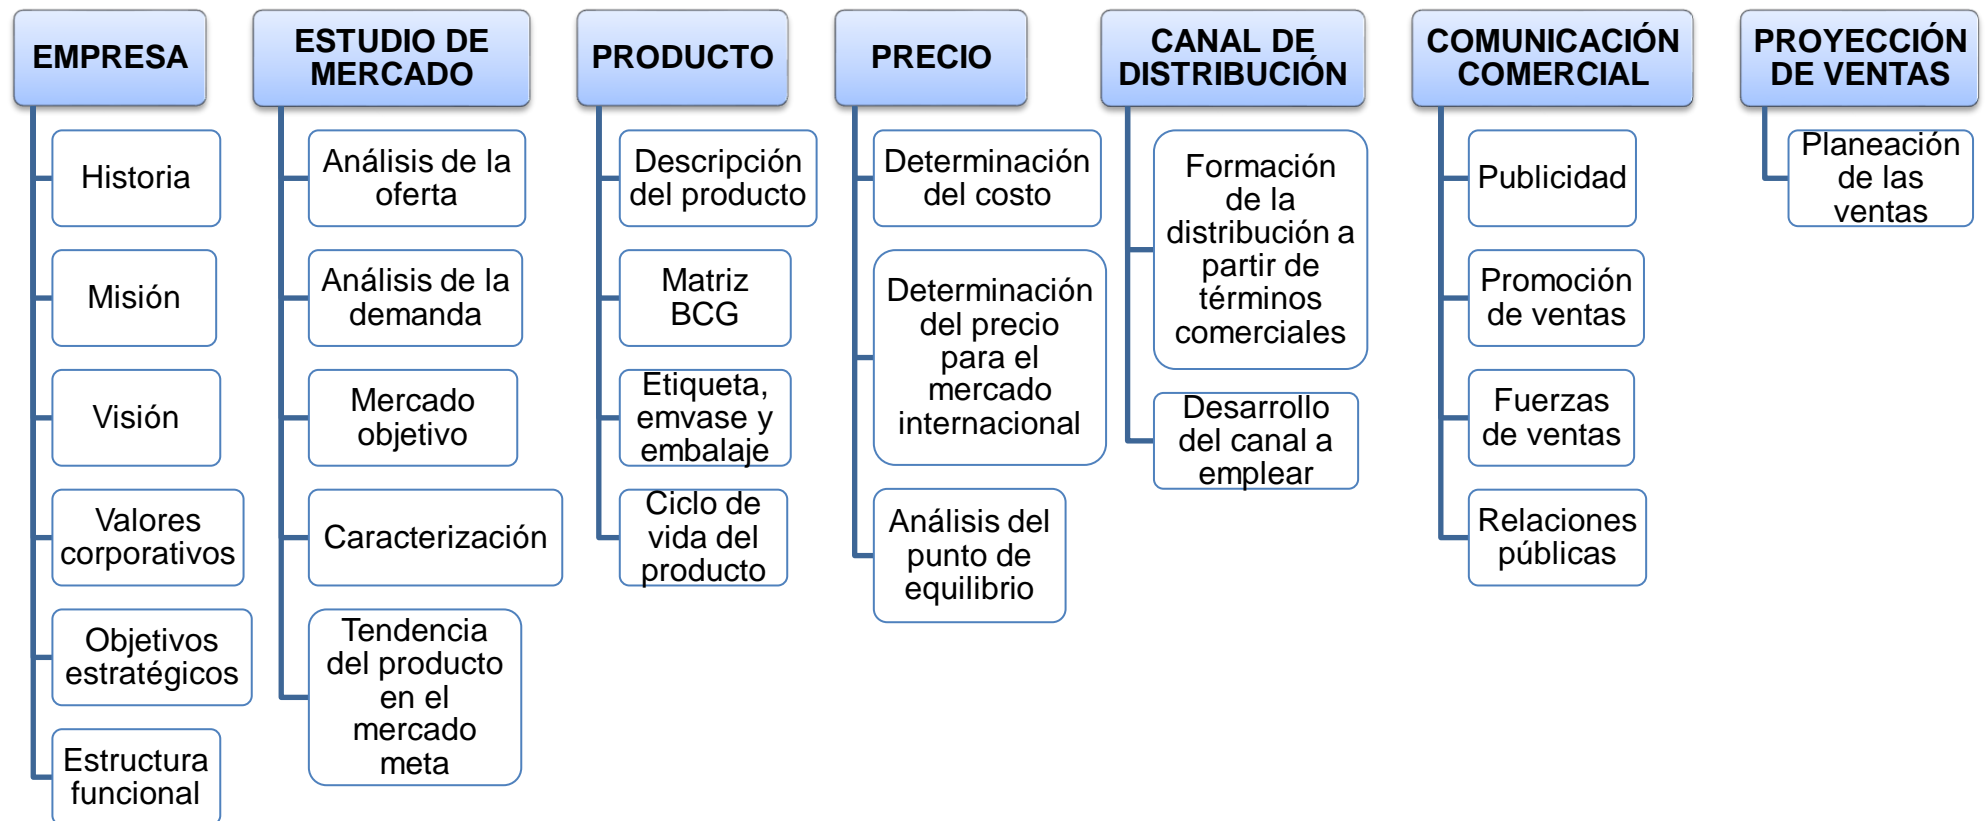 EMPRESA
Historia
Misión
Visión
Valores
corporativos
Objetivos
estratégicos
Estructura
funcional
ESTUDIO DE
MERCADO
Análisis de la
oferta
Análisis de la
demanda
Mercado
objetivo
Caracterización
Tendencia
del producto
en el
mercado
meta
PRODUCTO
Descripción
del producto
Matriz
BCG
Etiqueta,
emvase y
embalaje
Ciclo de
vida del
producto
PRECIO
Determinación
del costo
Determinación
del precio
para el
mercado
internacional
Análisis del
punto de
equilibrio
CANAL DE
DISTRIBUCIÓN
Formación
de la
distribución a
partir de
términos
comerciales
Desarrollo
del canal a
emplear
COMUNICACIÓN
COMERCIAL
Publicidad
Promoción
de ventas
Fuerzas
de ventas
Relaciones
públicas
PROYECCIÓN
DE VENTAS
Planeación
de las
ventas